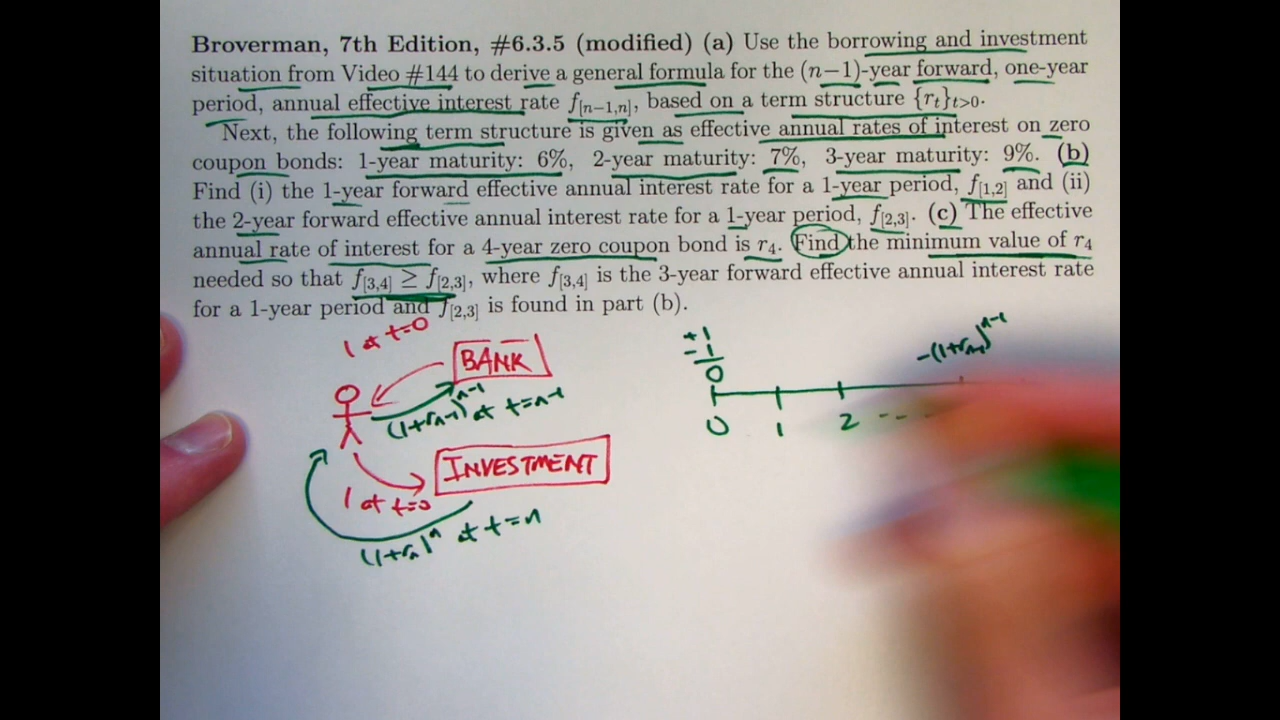 Broverman, 7th Edition, #6.3.5 (modified) (a) Use the borrowing and investment
situation from Video #144 to derive a general formula for the (n−1)-year forward, one-year
period, annual effective interest rate f[n−1,n], based on a term structure {rt}t>0.
Next, the following term structure is given as effective annual rates of interest on zero
coupon bonds: 1-year maturity: 6%, 2-year maturity: 7%, 3-year maturity: 9%. (b)
Find (i) the 1-year forward effective annual interest rate for a 1-year period, f[1,2] and (ii)
the 2-year forward effective annual interest rate for a 1-year period, f[2,3]. (c) The effective
annual rate of interest for a 4-year zero coupon bond is r4. Find the minimum value of r4
needed so that f[3,4] ≥ f[2,3], where f[3,4] is the 3-year forward effective annual interest rate
for a 1-year period and f[2,3] is found in part (b).
1 at t=0
BANK
(1+rn-1)^n-1 at t=n-1
INVESTMENT
1 at t=0
(1+rn)^n at t=n
+1
-1
0
-(1+rn-1)^n-1
0 1 2 - - -